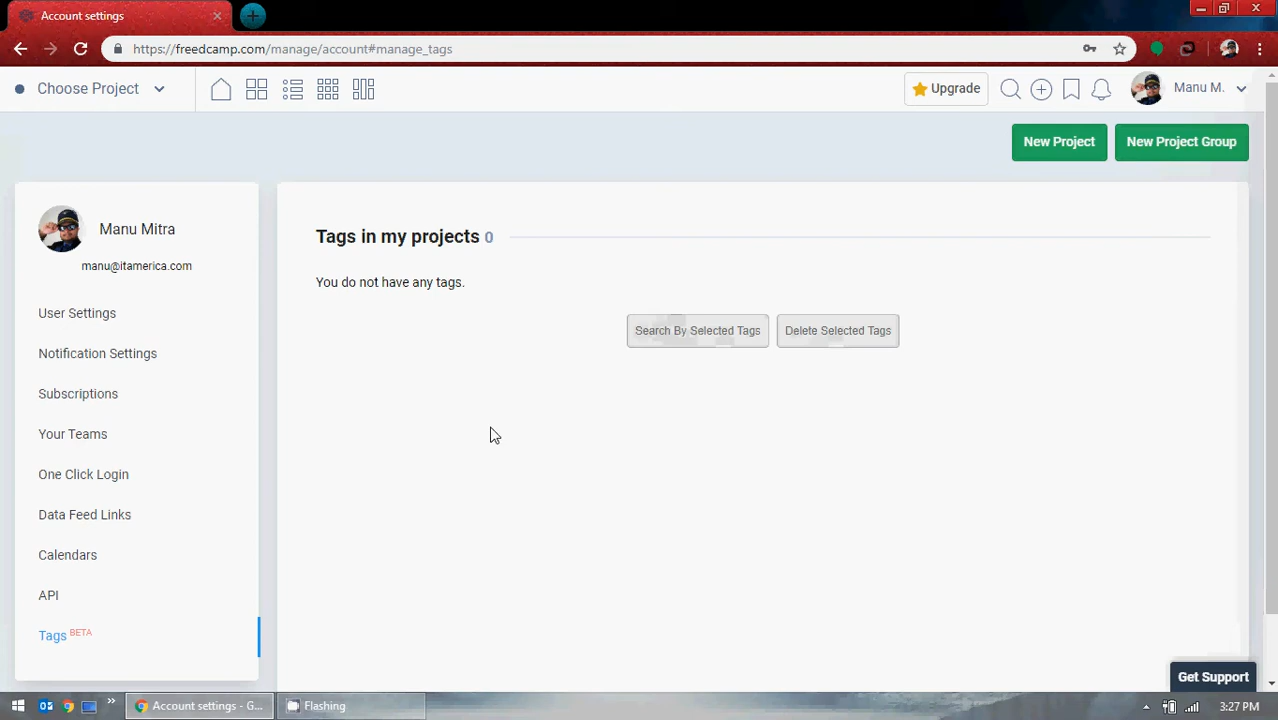 Account settings
https://freedcamp.com/manage/account#manage_tags
Choose Project
Upgrade
Manu M.
New Project
New Project Group
Manu Mitra
manu@itamerica.com
User Settings
Notification Settings
Subscriptions
Your Teams
One Click Login
Data Feed Links
Calendars
API
Tags BETA
Tags in my projects 0
You do not have any tags.
Search By Selected Tags
Delete Selected Tags
Get Support
Account settings - G...
Flashing
3:27 PM